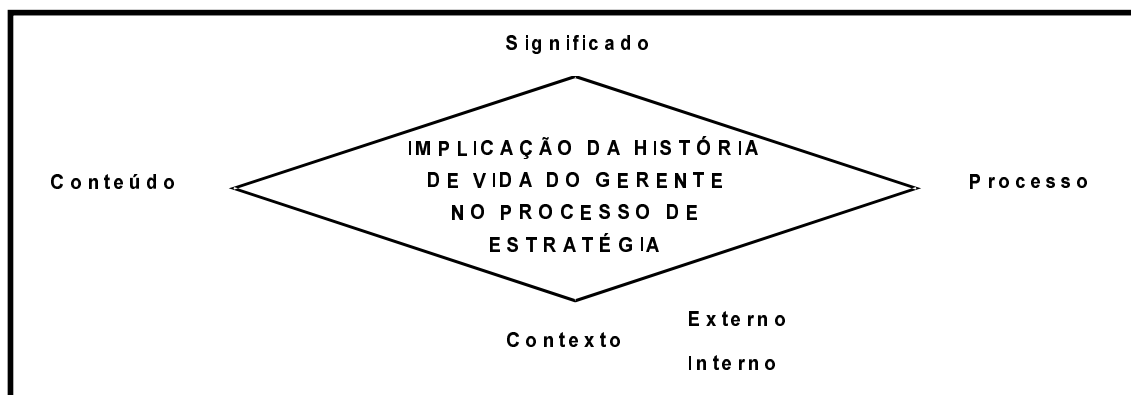 Significado
IMPLICAÇÃO DA HISTÓRIA
DE VIDA DO GERENTE
NO PROCESSO DE
ESTRATÉGIA
Conteúdo
Processo
Contexto
Externo
Interno